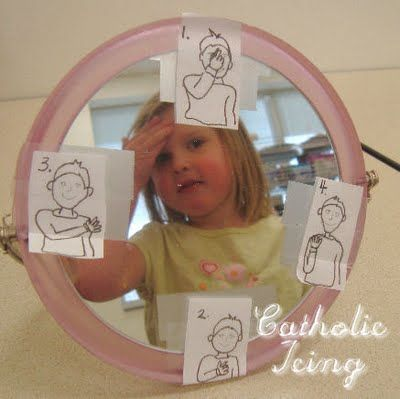 1.
3.
4.
2.
Catholic
Icing